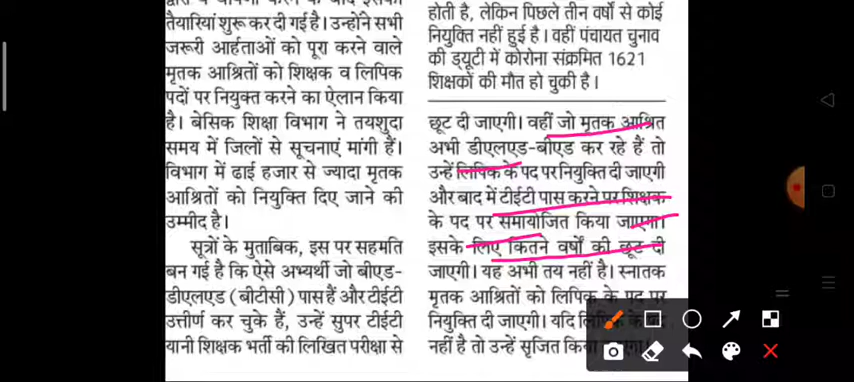 तैयारियां शुरू कर दी गई है। उन्होंने सभी
जरूरी आर्हताओं को पूरा करने वाले
मृतक आश्रितों को शिक्षक व लिपिक
पदों पर नियुक्त करने का ऐलान किया
है। बेसिक शिक्षा विभाग ने तयशुदा
समय में जिलों से सूचनाएं मांगी हैं।
विभाग में ढाई हजार से ज्यादा मृतक
आश्रितों को नियुक्ति दिए जाने की
उम्मीद है।
सूत्रों के मुताबिक, इस पर सहमति
बन गई है कि ऐसे अभ्यर्थी जो बीएड-
डीएलएड (बीटीसी) पास हैं और टीईटी
उत्तीर्ण कर चुके हैं, उन्हें सुपर टीईटी
यानी शिक्षक भर्ती की लिखित परीक्षा से
होती है, लेकिन पिछले तीन वर्षों से कोई
नियुक्ति नहीं हुई है। वहीं पंचायत चुनाव
की ड्यूटी में कोरोना संक्रमित 1621
शिक्षकों की मौत हो चुकी है।
छूट दी जाएगी। वहीं जो मृतक आश्रित
अभी डीएलएड-बीएड कर रहे हैं तो
उन्हें लिपिक के पद पर नियुक्ति दी जाएगी
और बाद में टीईटी पास करने पर शिक्षक
के पद पर समायोजित किया जाएगा।
इसके लिए कितने वर्षों की छूट दी
जाएगी। यह अभी तय नहीं है। स्नातक
मृतक आश्रितों को लिपिक के पद पर
नियुक्ति दी जाएगी। यदि लिपिक के पद
नहीं है तो उन्हें सृजित किया